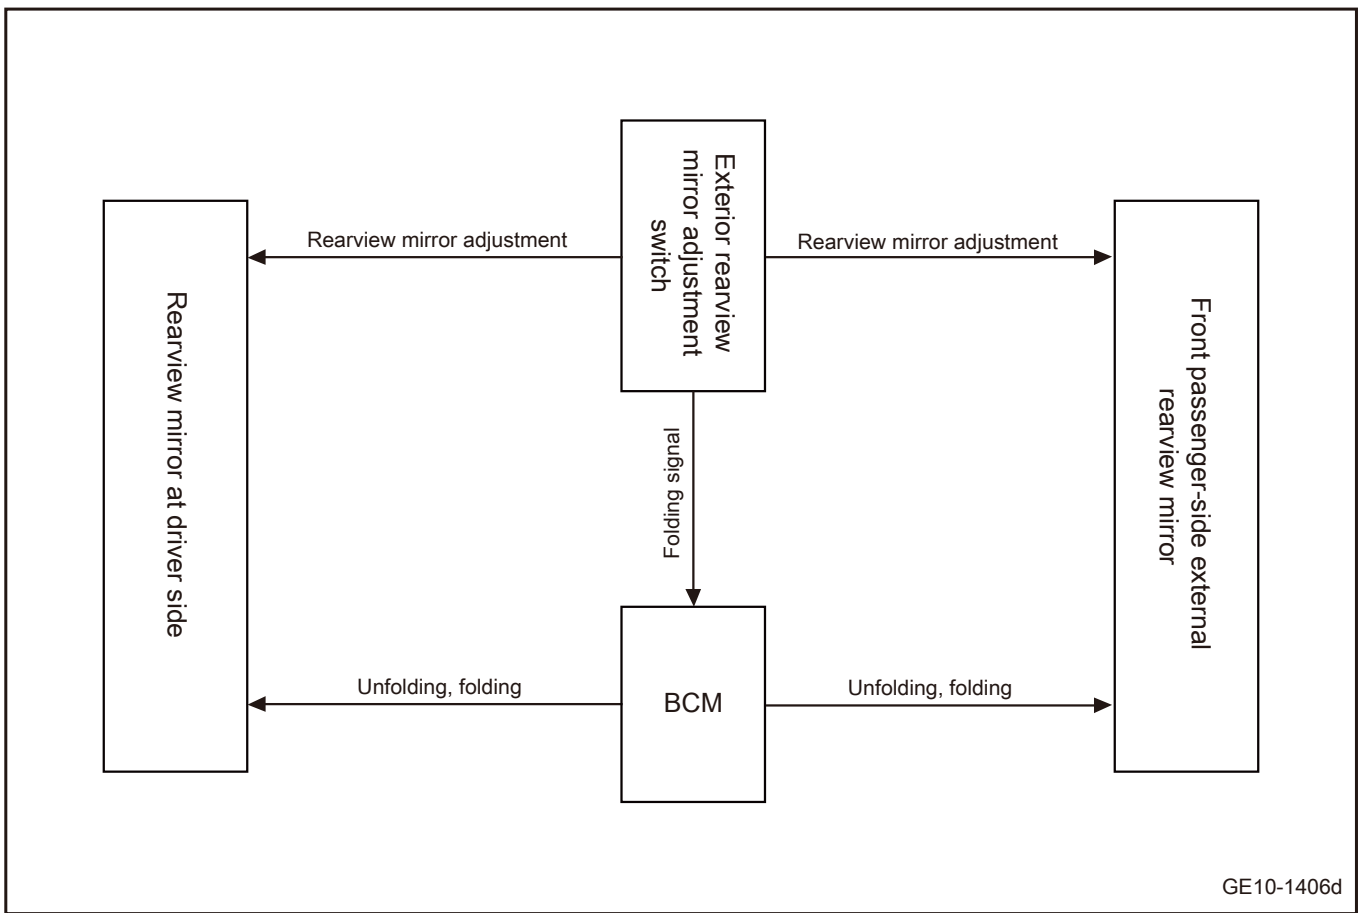 Exterior rearview
mirror adjustment
switch
Rearview mirror adjustment
Rearview mirror adjustment
Rearview mirror at driver side
Front passenger-side external
rearview mirror
Folding signal
Unfolding, folding
BCM
Unfolding, folding
GE10-1406d